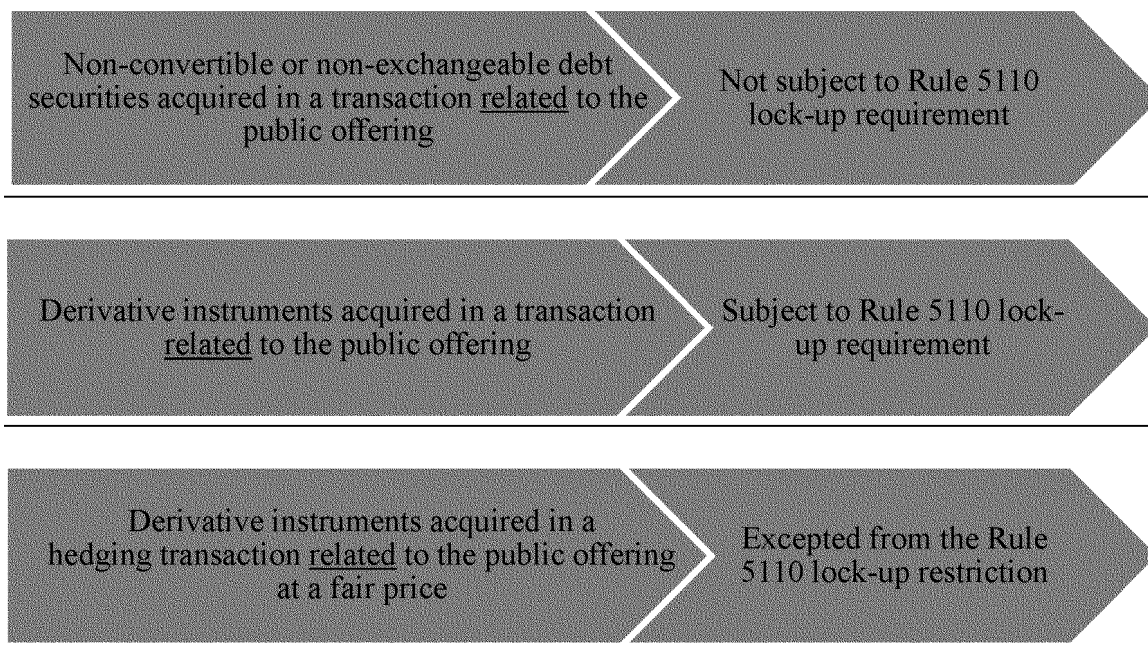 Non-convertible or non-exchangeable debt
securities acquired in a transaction related to the
public offering
Not subject to Rule 5110
lock-up requirement
Derivative instruments acquired in a transaction
related to the public offering
Subject to Rule 5110 lock-
up requirement
Derivative instruments acquired in a
hedging transaction related to the public offering
at a fair price
Excepted from the Rule
5110 lock-up restriction